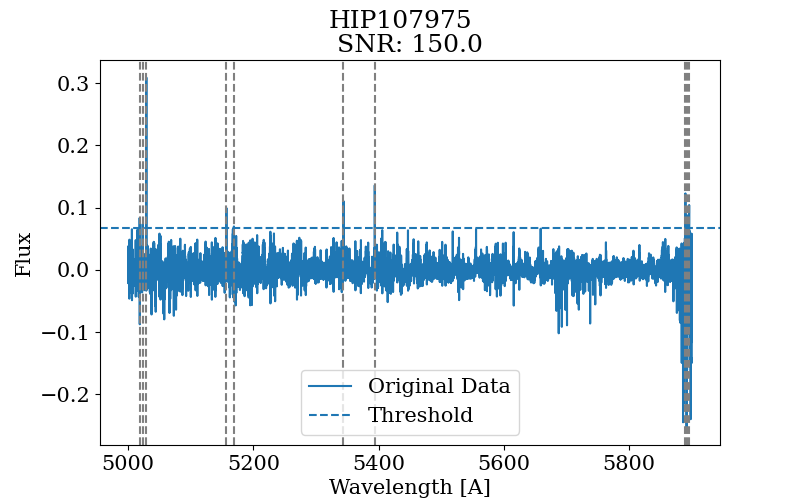 HIP107975
SNR: 150.0
0.3
0.2
0.1
0.0
−0.1
−0.2
Flux
Original Data
Threshold
5000 5200 5400 5600 5800
Wavelength [A]